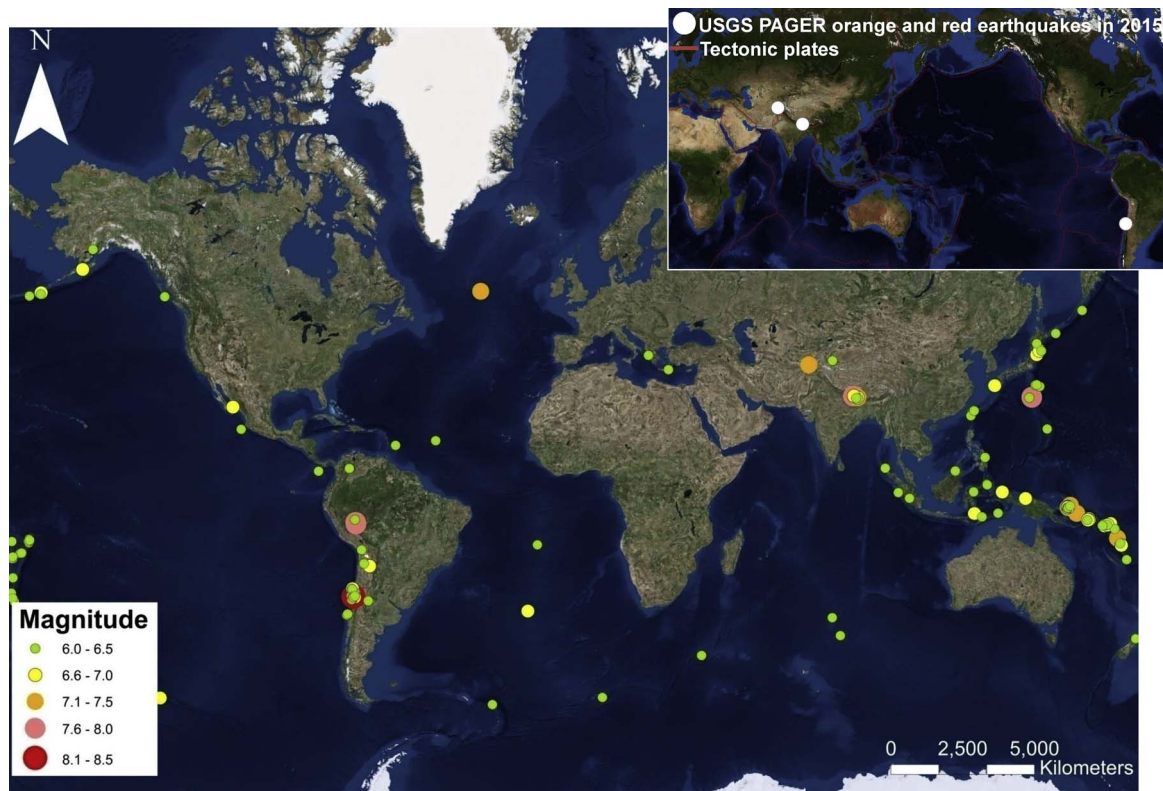 USGS PAGER orange and red earthquakes in 2015
Tectonic plates
N
Magnitude
6.0 - 6.5
6.6 - 7.0
7.1 - 7.5
7.6 - 8.0
8.1 - 8.5
0 2,500 5,000
Kilometers